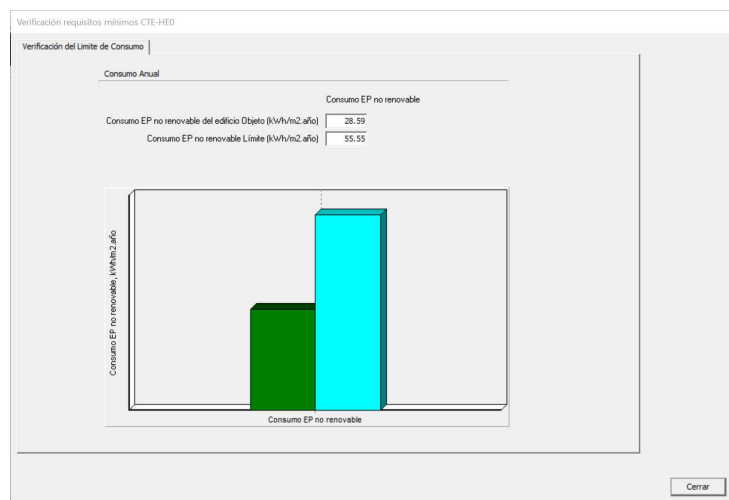 Verificación requisitos mínimos CTE-HE0
Verificación del Limite de Consumo
Consumo Anual
Consumo EP no renovable
Consumo EP no renovable del edificio Objeto (kWh/m2.año) 28.59
Consumo EP no renovable Límite (kWh/m2.año) 55.55
Consumo EP no renovable, kWh/m2.año
Consumo EP no renovable
Cerrar